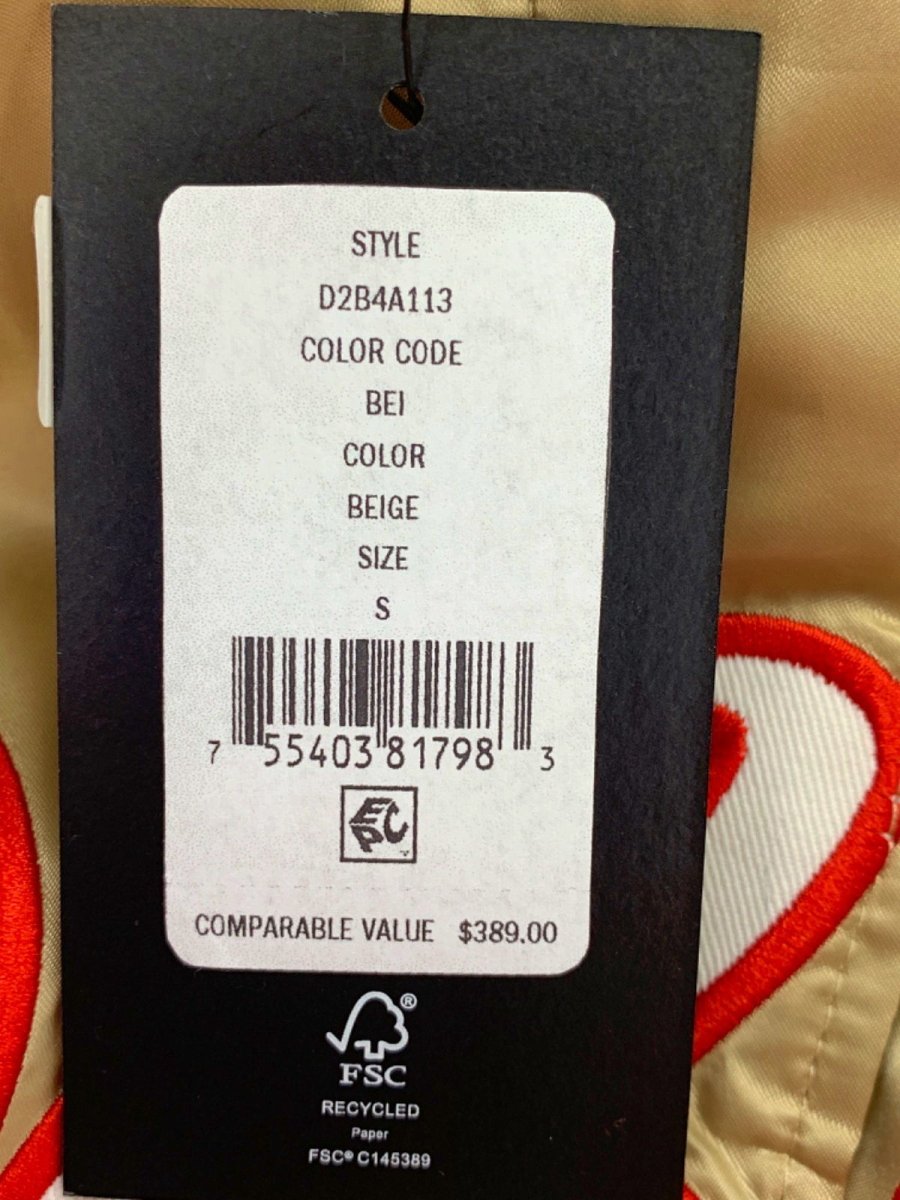 STYLE
D2B4A113
COLOR CODE
BEI
COLOR
BEIGE
SIZE
S
7 55403 81798 3
EPC
COMPARABLE VALUE $389.00
®
FSC
RECYCLED
Paper
FSC® C145389